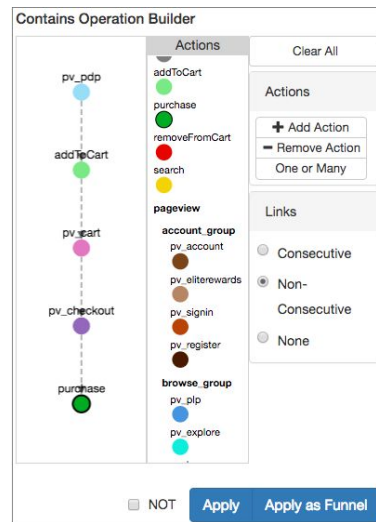 Contains Operation Builder
pv_pdp
addToCart
pv_cart
pv_checkout
purchase
Actions
addToCart
purchase
removeFromCart
search
pageview
account_group
pv_account
pv_eliterewards
pv_signin
pv_register
browse_group
pv_plp
pv_explore
Clear All
Actions
+ Add Action
− Remove Action
One or Many
Links
Consecutive
Non-
Consecutive
None
NOT
Apply
Apply as Funnel